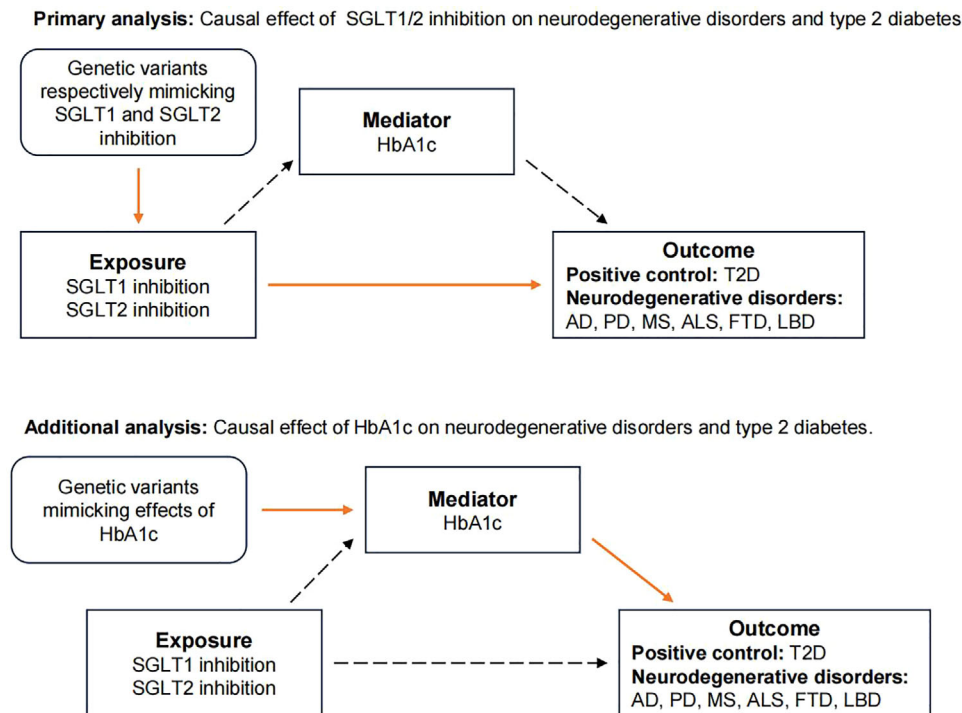 Primary analysis: Causal effect of SGLT1/2 inhibition on neurodegenerative disorders and type 2 diabetes
Genetic variants
respectively mimicking
SGLT1 and SGLT2
inhibition
Mediator
HbA1c
Exposure
SGLT1 inhibition
SGLT2 inhibition
Outcome
Positive control: T2D
Neurodegenerative disorders:
AD, PD, MS, ALS, FTD, LBD
Additional analysis: Causal effect of HbA1c on neurodegenerative disorders and type 2 diabetes.
Genetic variants
mimicking effects of
HbA1c
Mediator
HbA1c
Exposure
SGLT1 inhibition
SGLT2 inhibition
Outcome
Positive control: T2D
Neurodegenerative disorders:
AD, PD, MS, ALS, FTD, LBD